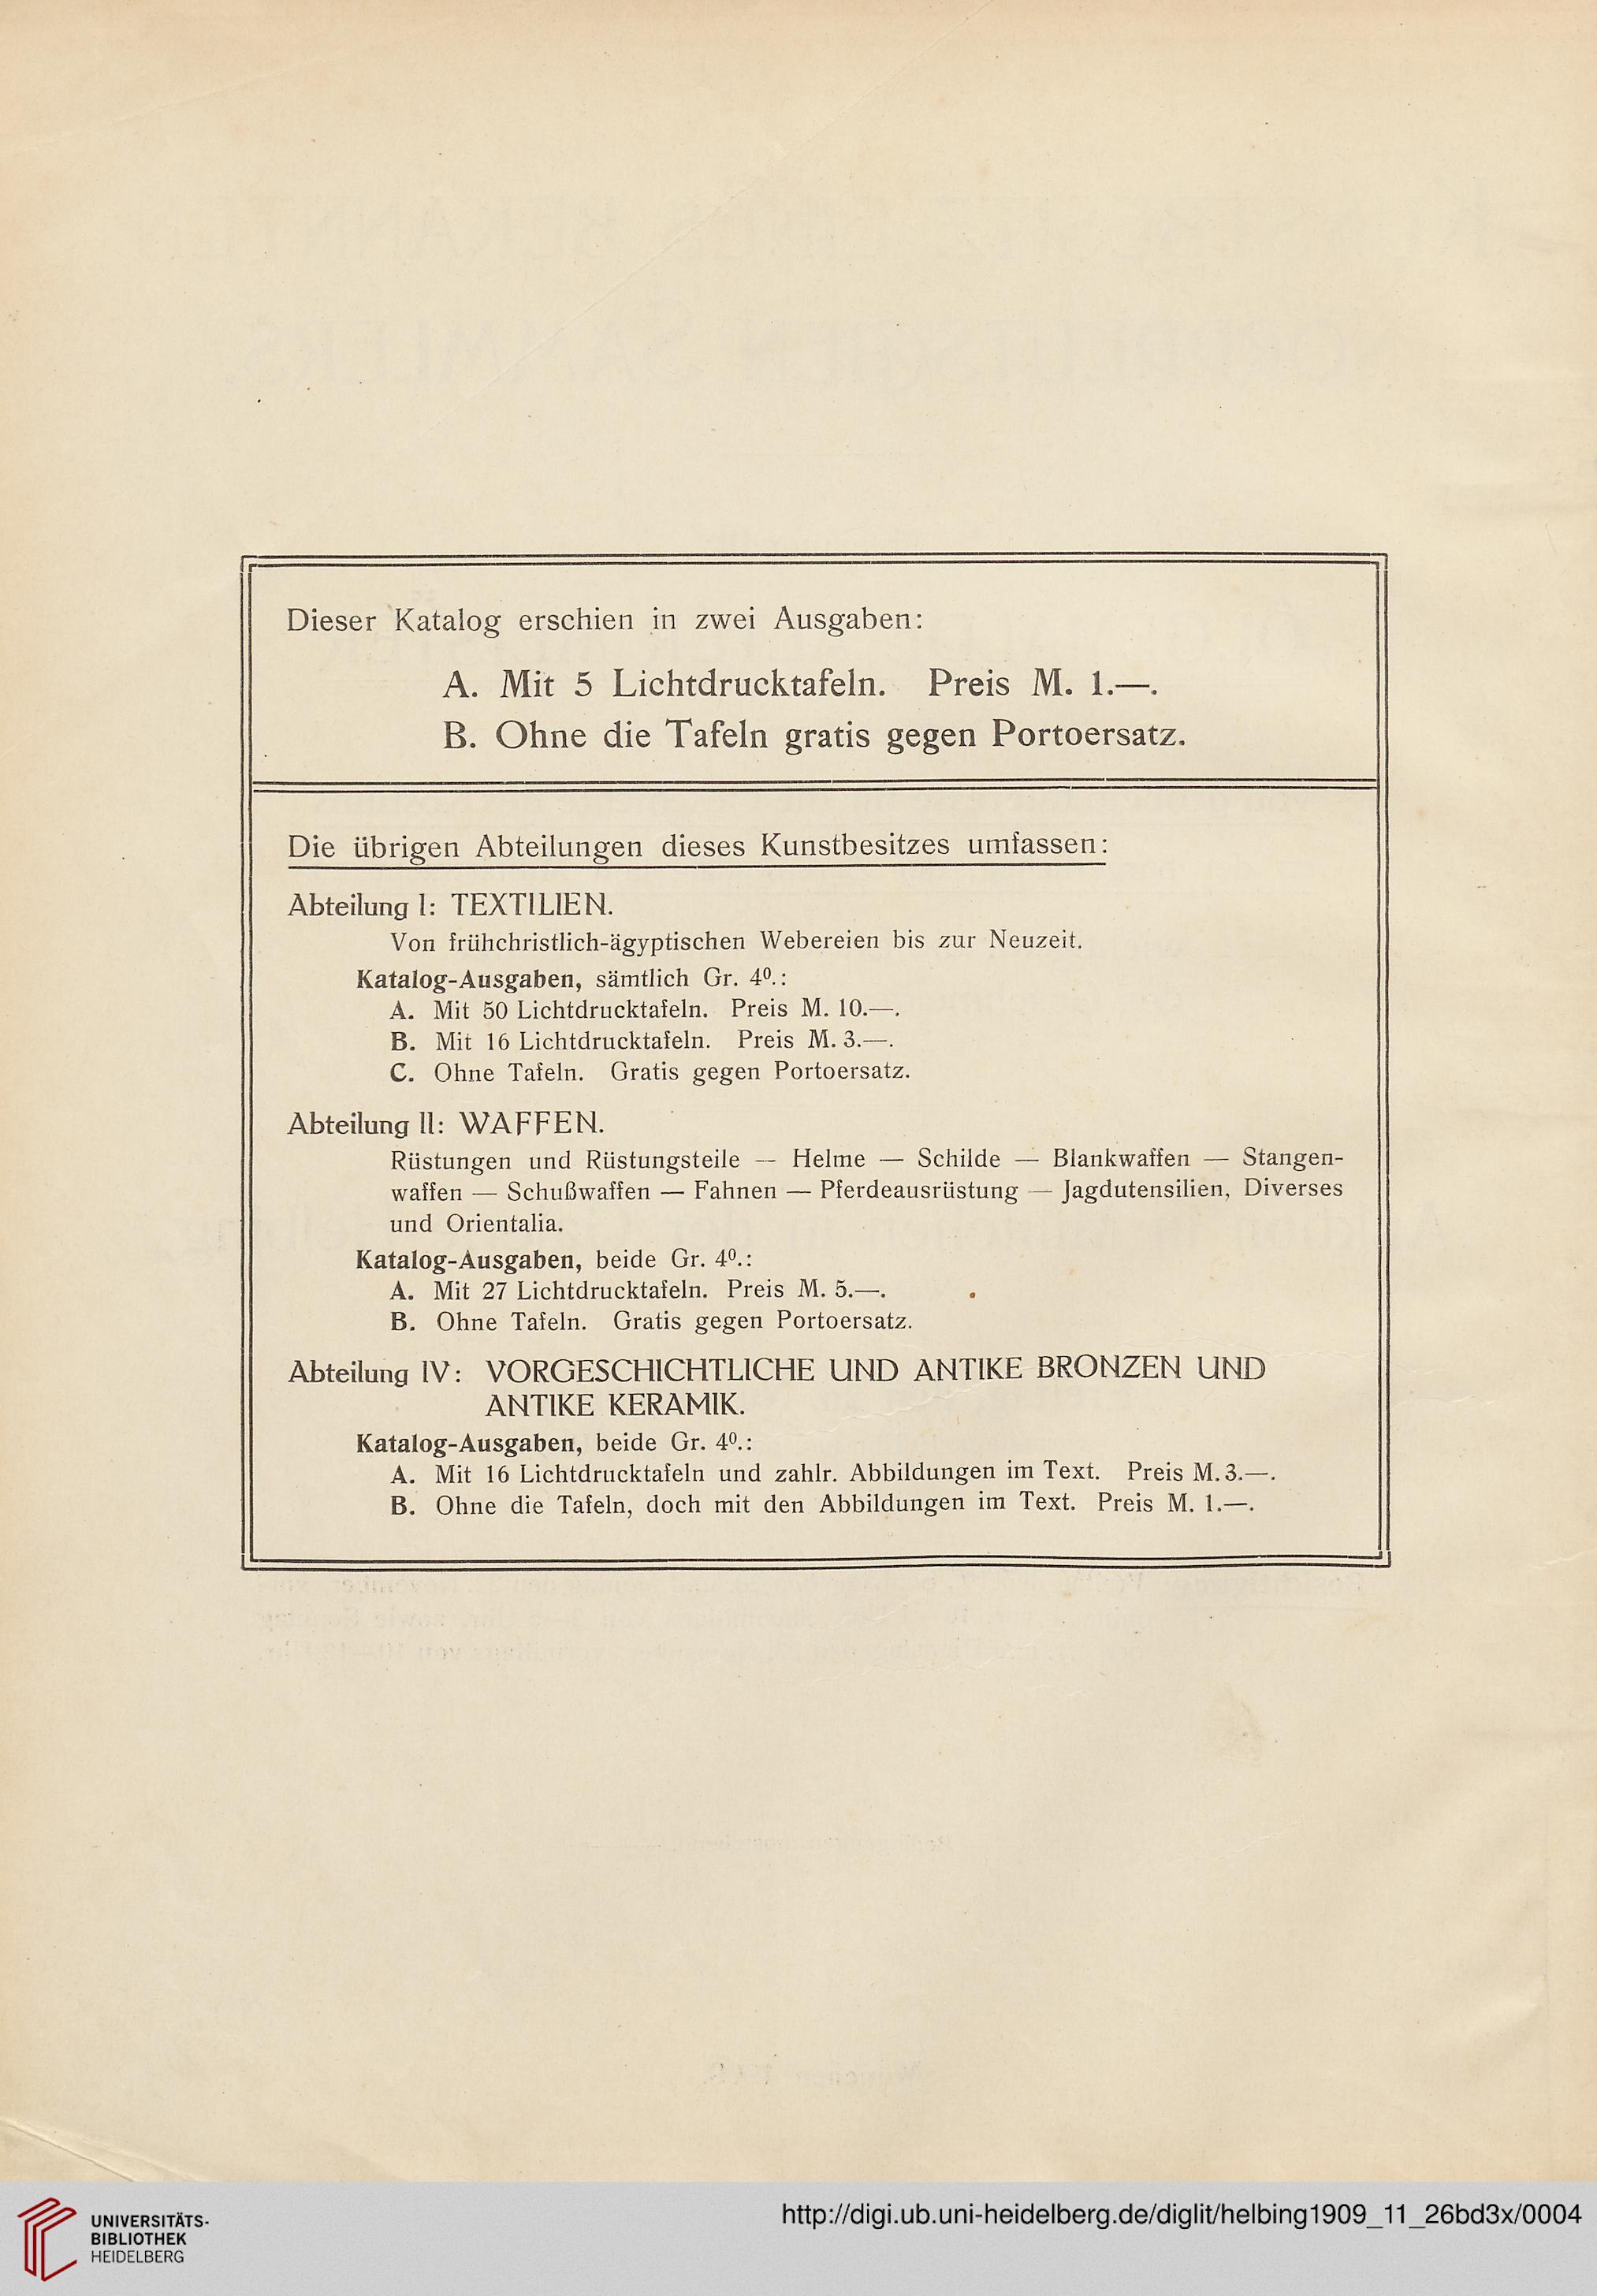 Dieser Katalog erschien in zwei Ausgaben:
A. Mit 5 Lichtdrucktafeln. Preis M. 1.—.
B. Ohne die Tafeln gratis gegen Portoersatz.
Die übrigen Abteilungen dieses Kunstbesitzes umfassen:
Abteilung I: TEXTILIEN.
Von frühchristlich-ägyptischen Webereien bis zur Neuzeit.
Katalog-Ausgaben, sämtlich Gr. 4⁰.:
A. Mit 50 Lichtdrucktafeln. Preis M. 10.—.
B. Mit 16 Lichtdrucktafeln. Preis M. 3.—.
C. Ohne Tafeln. Gratis gegen Portoersatz.
Abteilung II: WAFFEN.
Rüstungen und Rüstungsteile — Helme — Schilde — Blankwaffen — Stangen-
waffen — Schußwaffen — Fahnen — Pferdeausrüstung — Jagdutensilien, Diverses
und Orientalia.
Katalog-Ausgaben, beide Gr. 4⁰.:
A. Mit 27 Lichtdrucktafeln. Preis M. 5.—.
B. Ohne Tafeln. Gratis gegen Portoersatz.
Abteilung IV: VORGESCHICHTLICHE UND ANTIKE BRONZEN UND
ANTIKE KERAMIK.
Katalog-Ausgaben, beide Gr. 4⁰.:
A. Mit 16 Lichtdrucktafeln und zahlr. Abbildungen im Text. Preis M. 3.—.
B. Ohne die Tafeln, doch mit den Abbildungen im Text. Preis M. 1.—.
UNIVERSITÄTS-
BIBLIOTHEK
HEIDELBERG
http://digi.ub.uni-heidelberg.de/diglit/helbing1909_11_26bd3x/0004